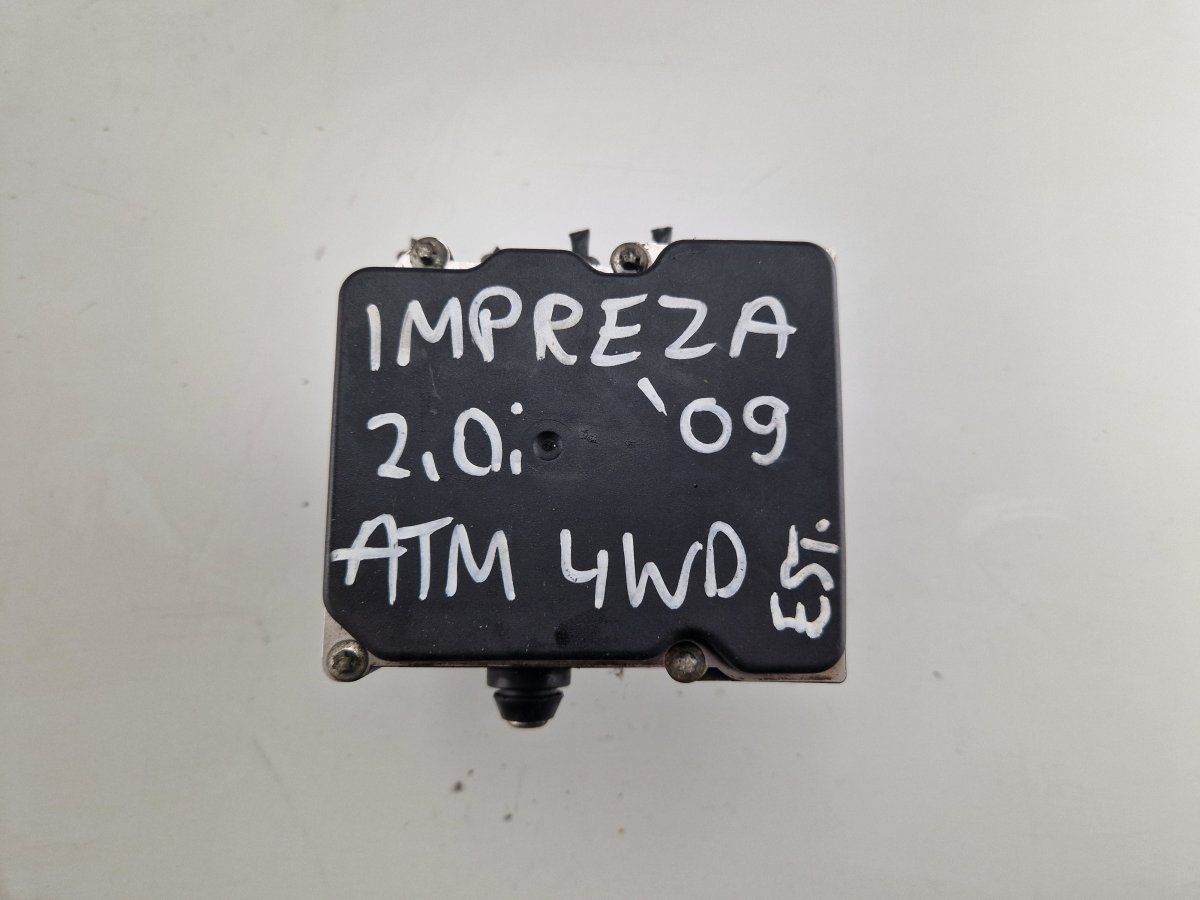 IMPREZA
2,0i '09
ATM 4WD
EST.